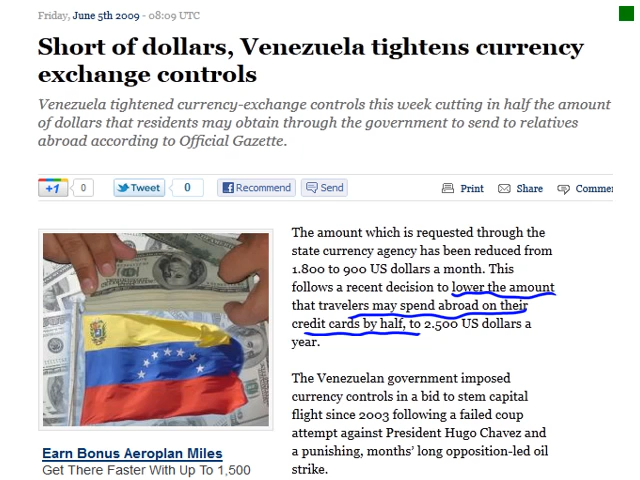 Friday, June 5th 2009 - 08:09 UTC
Short of dollars, Venezuela tightens currency
exchange controls
Venezuela tightened currency-exchange controls this week cutting in half the amount
of dollars that residents may obtain through the government to send to relatives
abroad according to Official Gazette.
+1 0 Tweet 0 Recommend Send Print Share Comme
The amount which is requested through the
state currency agency has been reduced from
1.800 to 900 US dollars a month. This
follows a recent decision to lower the amount
that travelers may spend abroad on their
credit cards by half, to 2.500 US dollars a
year.
The Venezuelan government imposed
currency controls in a bid to stem capital
flight since 2003 following a failed coup
attempt against President Hugo Chavez and
a punishing, months' long opposition-led oil
strike.
Earn Bonus Aeroplan Miles
Get There Faster With Up To 1,500